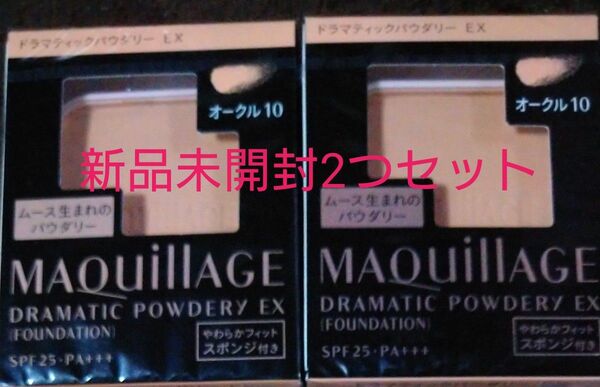 ドラマティックパウダリー EX
オークル10
ムース生まれの
パウダリー
MAQuillAGE
DRAMATIC POWDERY EX
(FOUNDATION)
やわらかフィット
スポンジ付き
SPF25・PA+++
ドラマティックパウダリー EX
オークル10
ムース生まれの
パウダリー
MAQuillAGE
DRAMATIC POWDERY EX
(FOUNDATION)
やわらかフィット
スポンジ付き
SPF25・PA+++
新品未開封2つセット